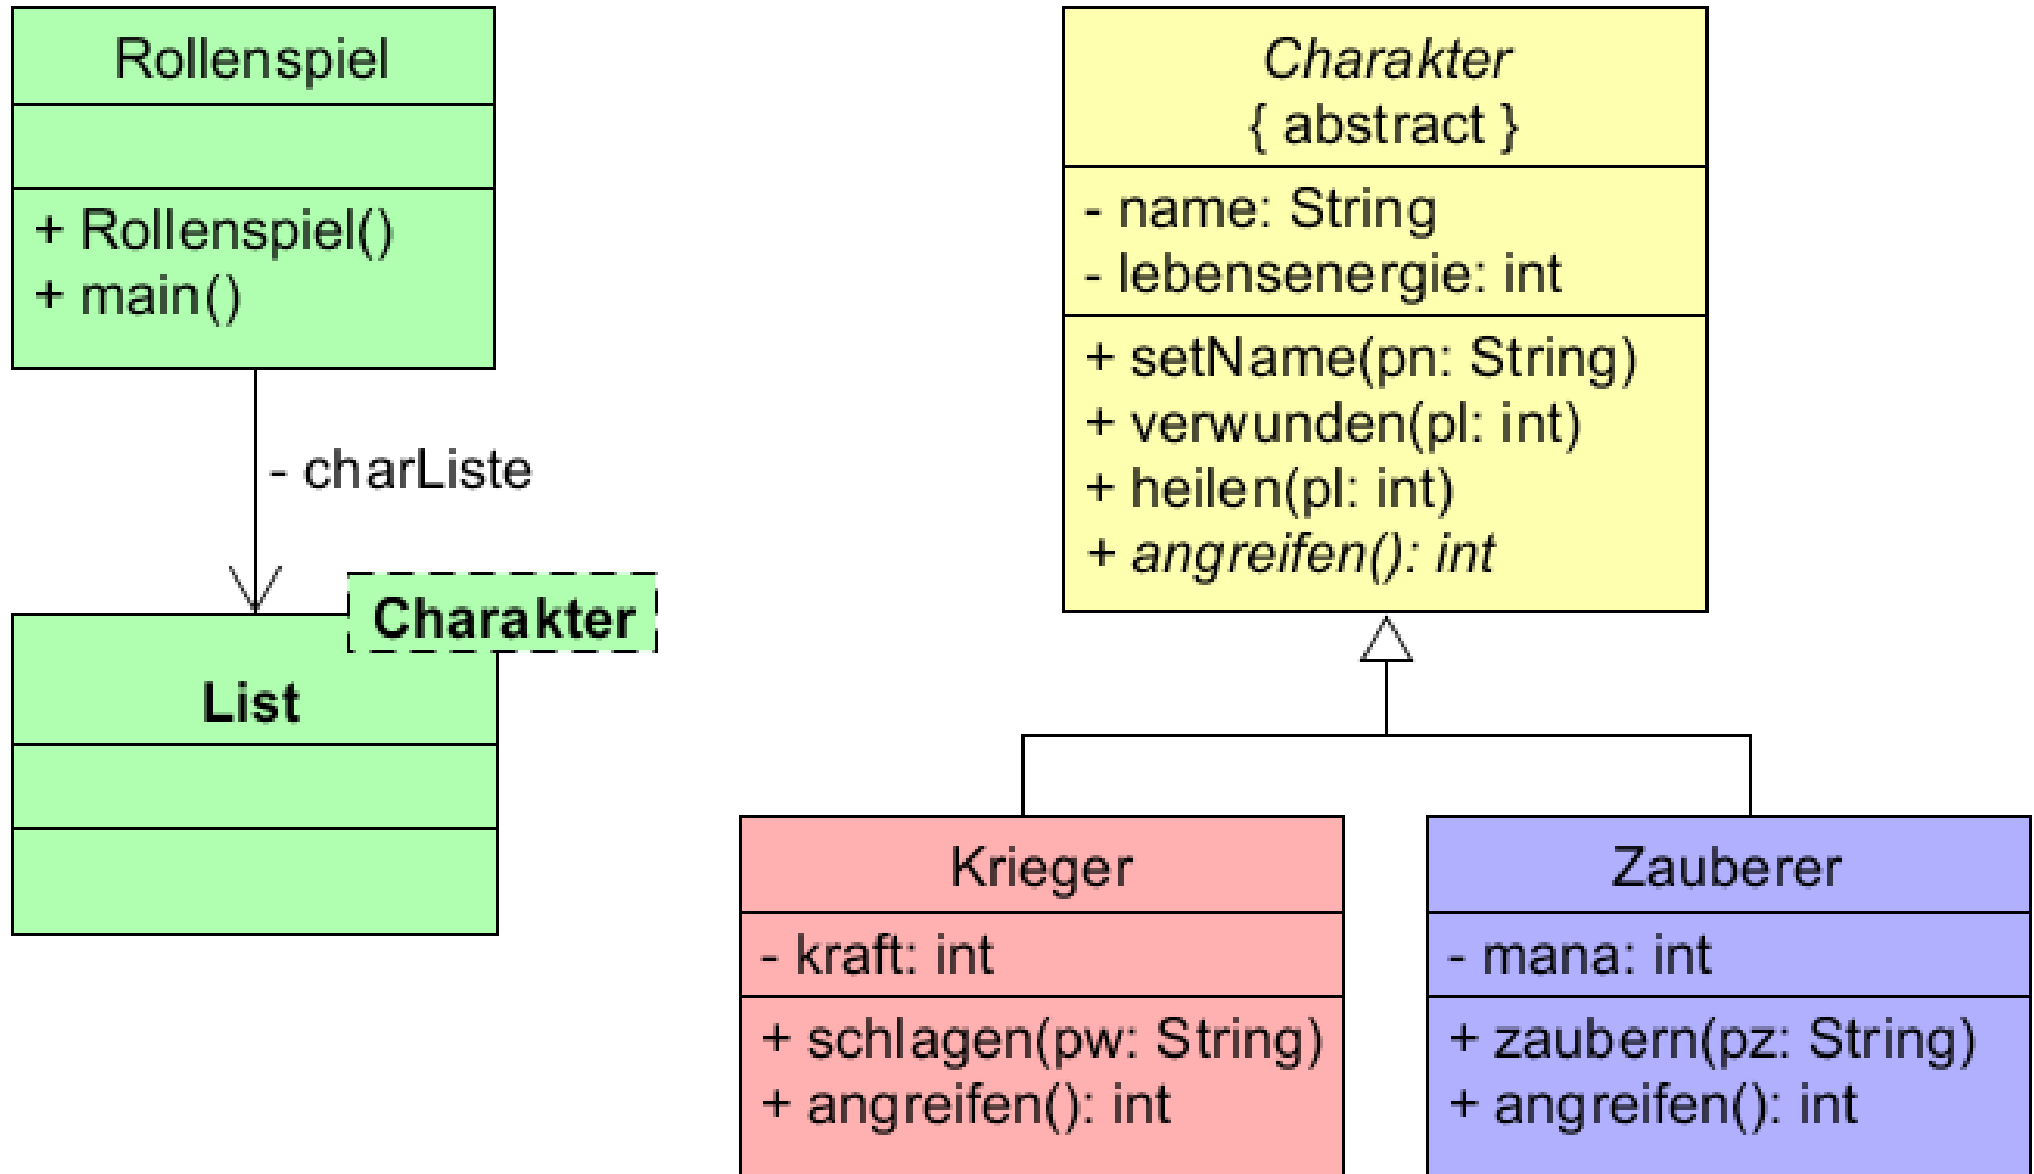 Rollenspiel
+ Rollenspiel()
+ main()
- charListe
Charakter
List
Charakter
{ abstract }
- name: String
- lebensenergie: int
+ setName(pn: String)
+ verwunden(pl: int)
+ heilen(pl: int)
+ angreifen(): int
Krieger
- kraft: int
+ schlagen(pw: String)
+ angreifen(): int
Zauberer
- mana: int
+ zaubern(pz: String)
+ angreifen(): int